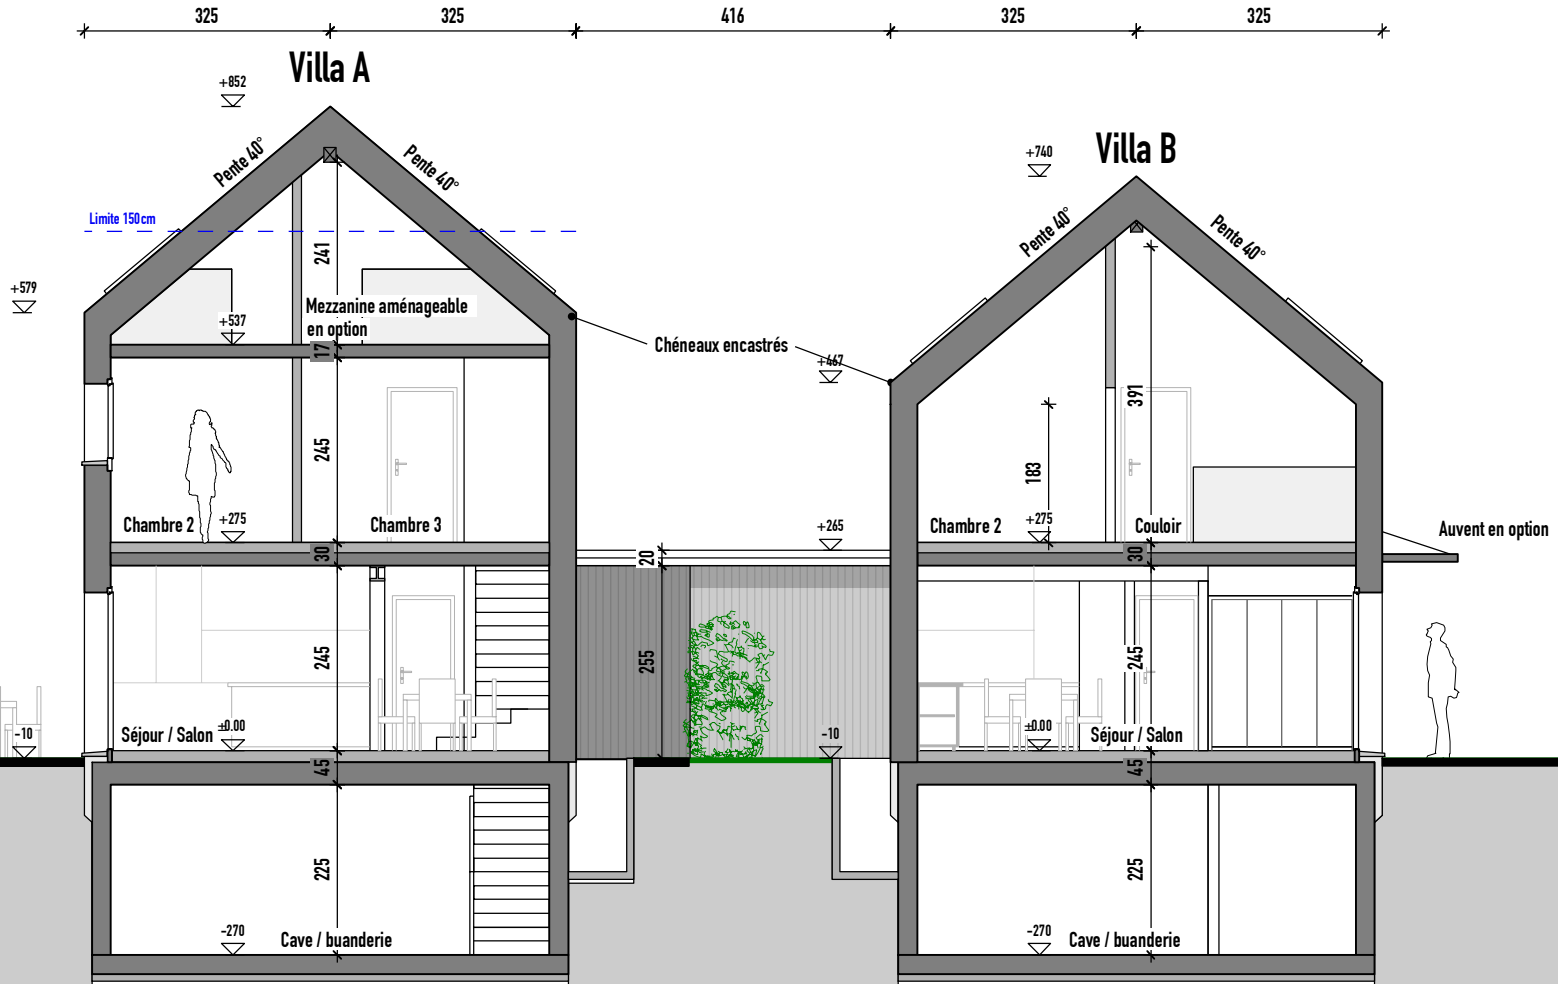 325 325 416 325 325
Villa A
+852
Villa B
+740
Pente 40°
Pente 40°
Pente 40°
Pente 40°
Limite 150cm
241
+579
Mezzanine aménageable
en option
+537
17
Chéneaux encastrés
+467
391
245
183
Chambre 2
+275
Chambre 3
+265
Chambre 2
+275
Couloir
Auvent en option
30
20
30
245
255
245
Séjour / Salon
±0.00
-10
-10
±0.00
Séjour / Salon
45
45
225
225
-270
Cave / buanderie
-270
Cave / buanderie